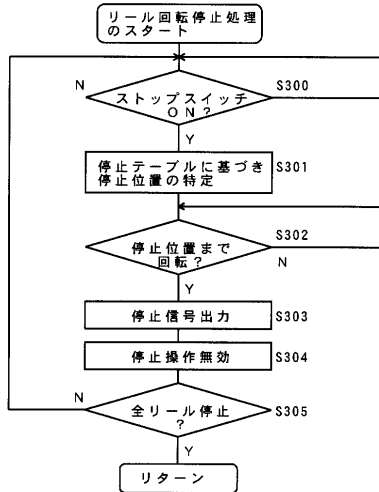 リール回転停止処理
のスタート
N
S300
ストップスイッチ
ON?
Y
停止テーブルに基づき
停止位置の特定
S301
S302
停止位置まで
回転?
N
Y
停止信号出力
S303
停止操作無効
S304
N
全リール停止
?
S305
Y
リターン